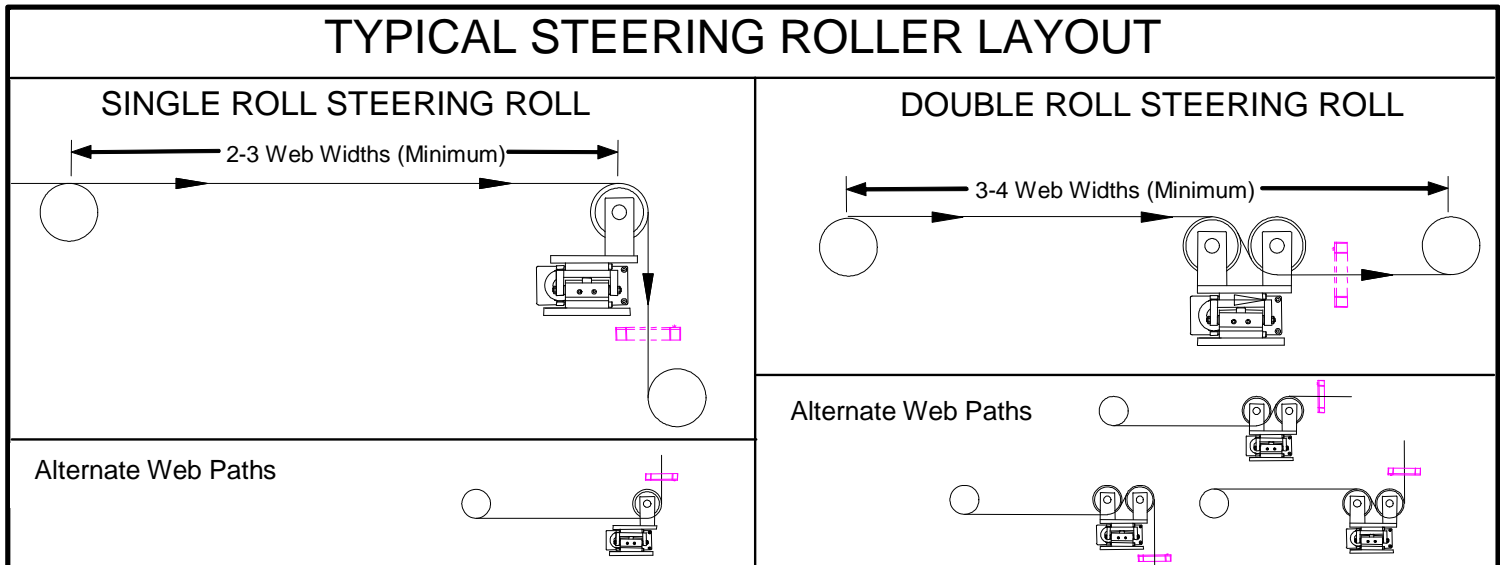 TYPICAL STEERING ROLLER LAYOUT
SINGLE ROLL STEERING ROLL
2-3 Web Widths (Minimum)
Alternate Web Paths
DOUBLE ROLL STEERING ROLL
3-4 Web Widths (Minimum)
Alternate Web Paths